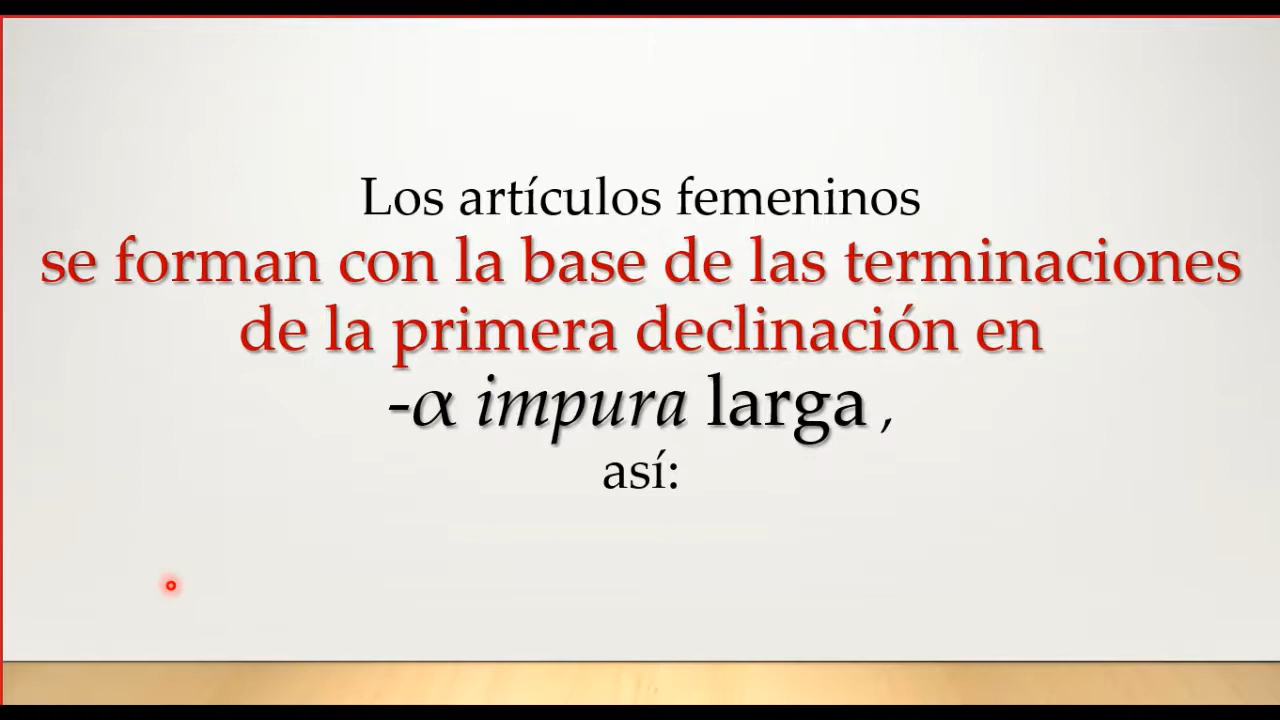 Los artículos femeninos
se forman con la base de las terminaciones
de la primera declinación en
-α impura larga ,
así: